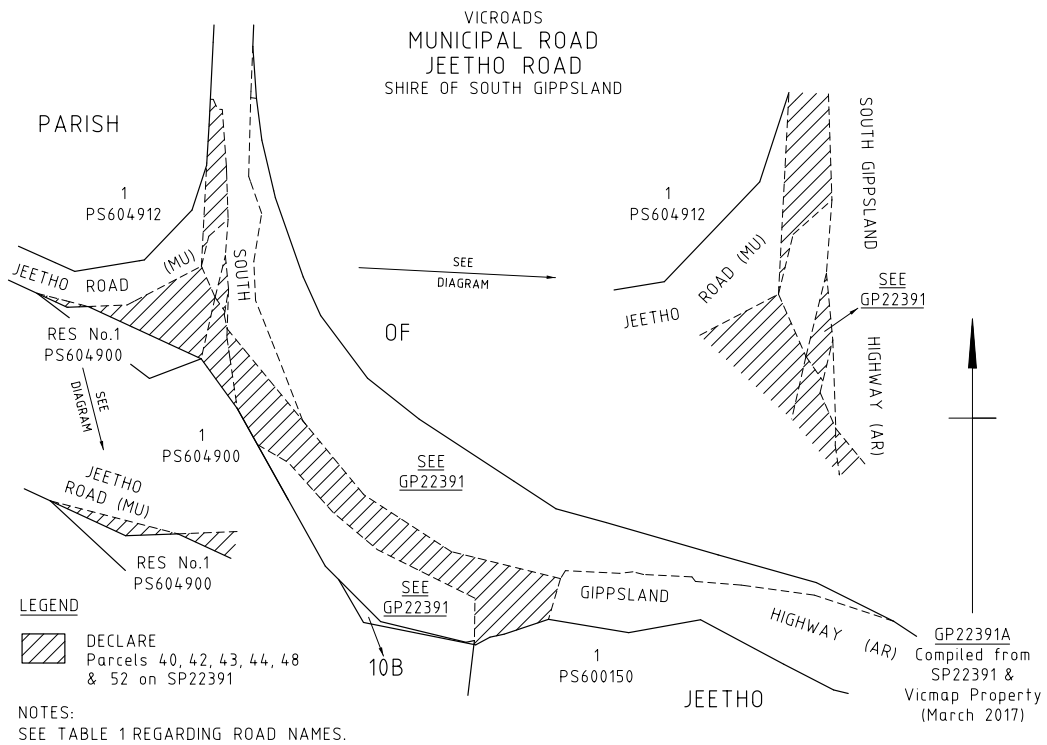 VICROADS
MUNICIPAL ROAD
JEETHO ROAD
SHIRE OF SOUTH GIPPSLAND
PARISH
1
PS604912
JEETHO ROAD (MU)
SOUTH
SEE
DIAGRAM
OF
1
PS604912
JEETHO ROAD (MU)
SOUTH GIPPSLAND
SEE
GP22391
HIGHWAY (AR)
RES No.1
PS604900
SEE
DIAGRAM
1
PS604900
JEETHO
ROAD (MU)
RES No.1
PS604900
SEE
GP22391
SEE
GP22391
GIPPSLAND
HIGHWAY (AR)
10B
1
PS600150
JEETHO
LEGEND
DECLARE
Parcels 40, 42, 43, 44, 48
& 52 on SP22391
GP22391A
Compiled from
SP22391 &
Vicmap Property
(March 2017)
NOTES:
SEE TABLE 1 REGARDING ROAD NAMES.